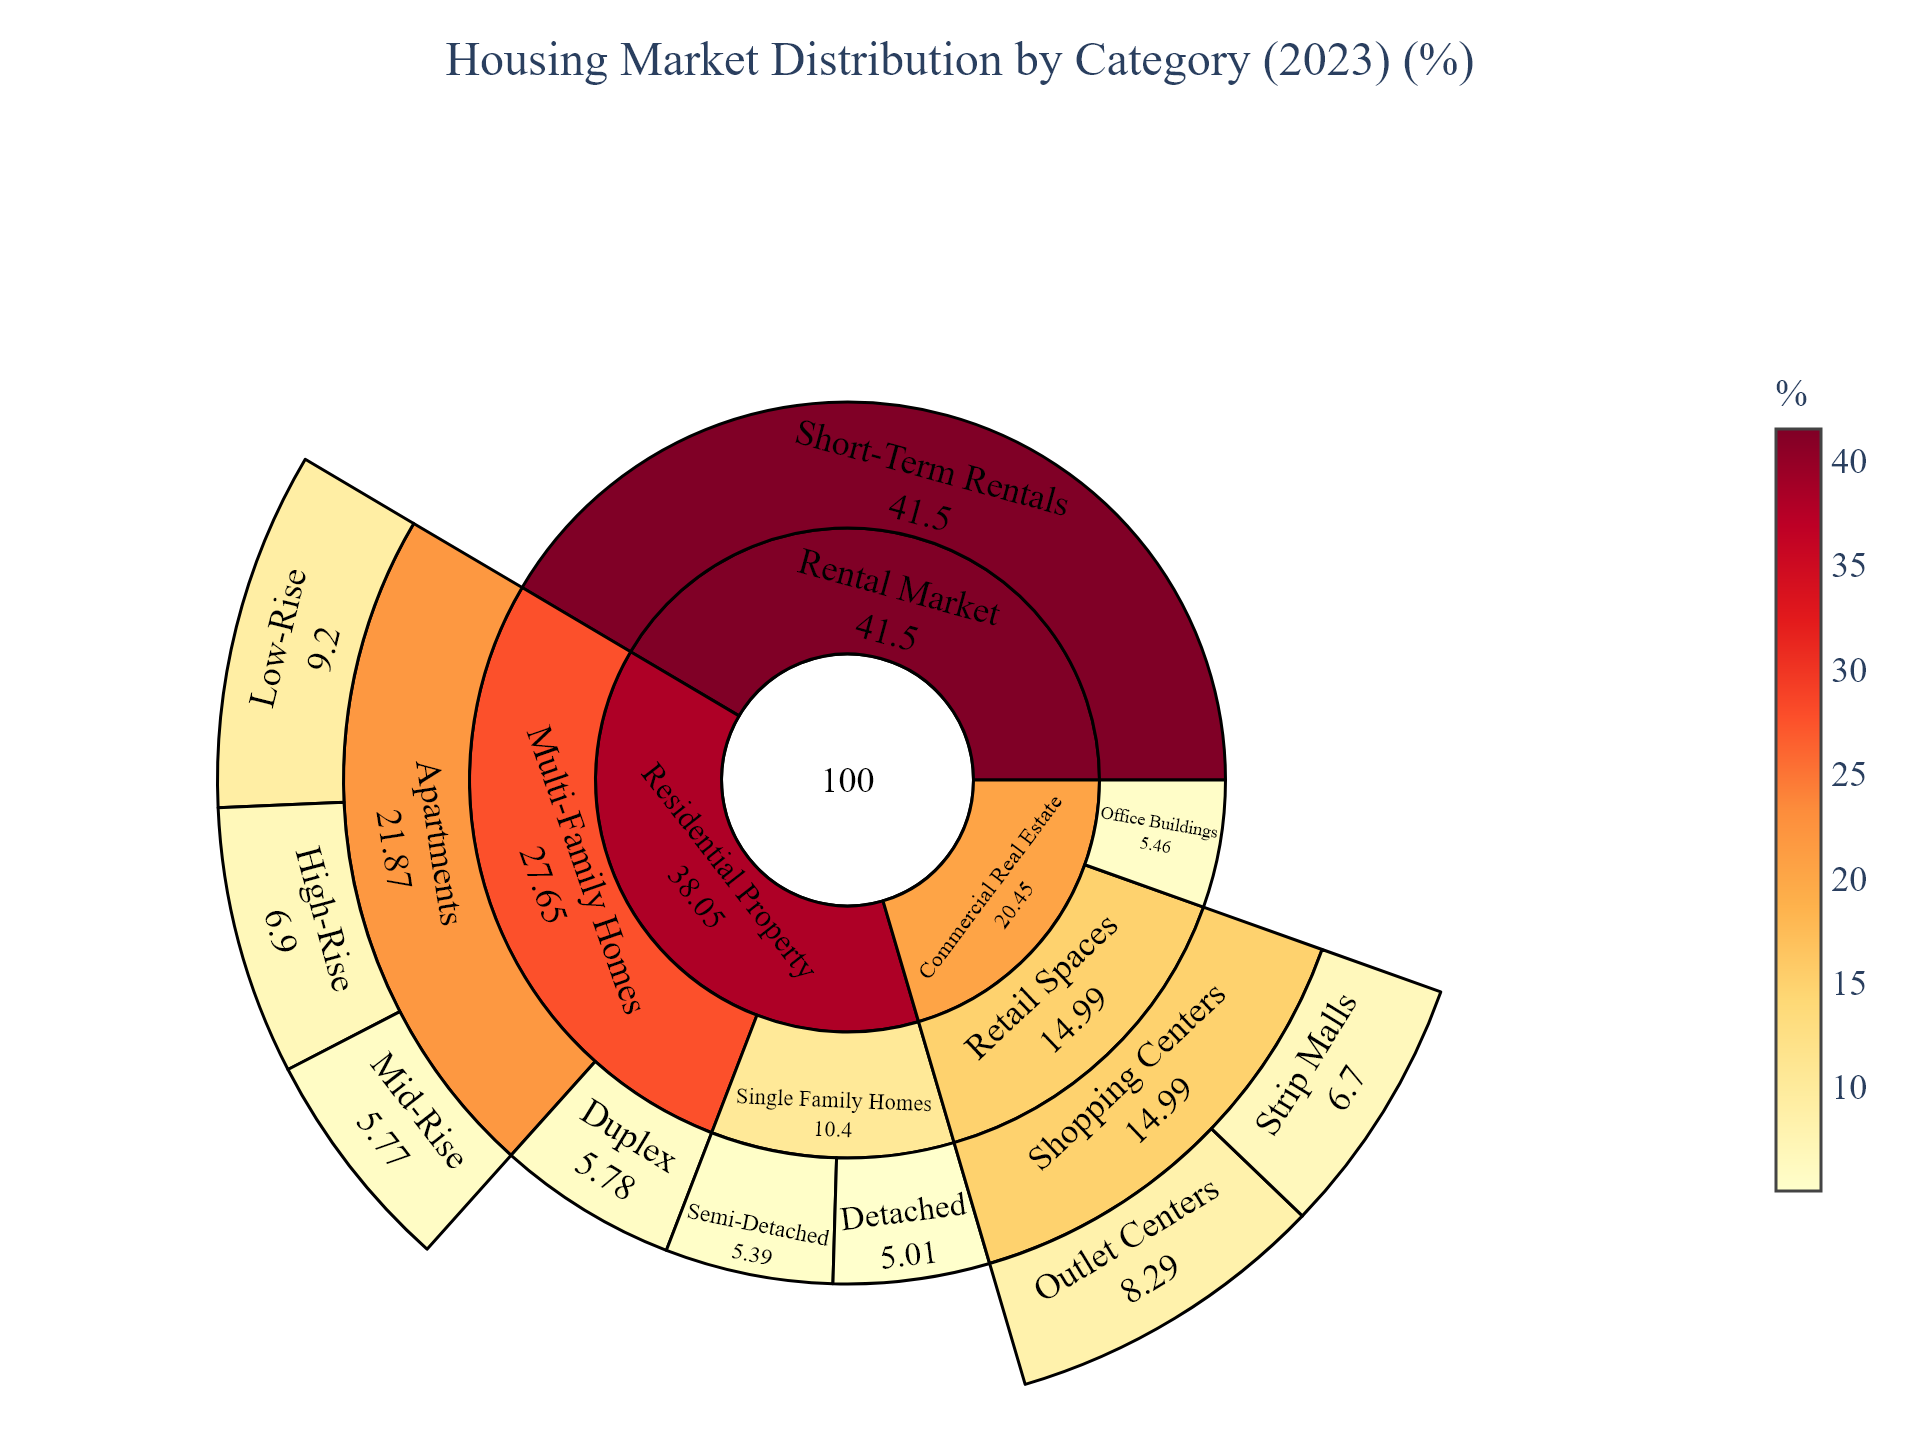 Housing Market Distribution by Category (2023) (%)
Short-Term Rentals
41.5
Rental Market
41.5
100
Residential Property
38.05
Multi-Family Homes
27.65
Apartments
21.87
Low-Rise
9.2
High-Rise
6.9
Mid-Rise
5.77
Duplex
5.78
Single Family Homes
10.4
Semi-Detached
5.39
Detached
5.01
Commercial Real Estate
20.45
Office Buildings
5.46
Retail Spaces
14.99
Shopping Centers
14.99
Strip Malls
6.7
Outlet Centers
8.29
%
40
35
30
25
20
15
10